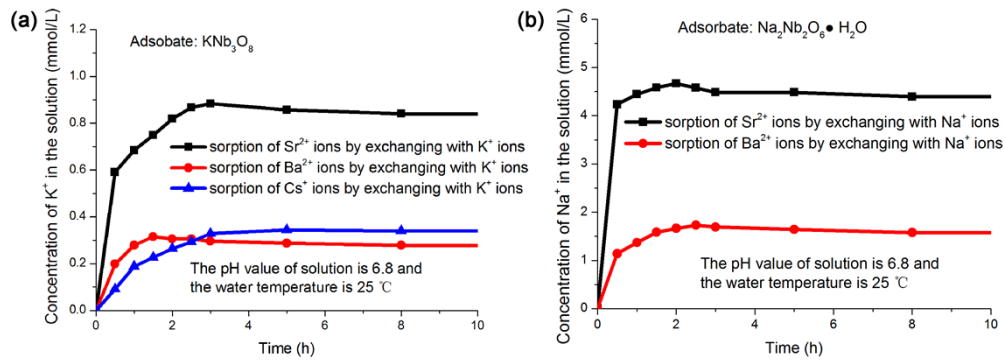 (a)
Adsobate: KNb₃O₈
Concentration of K⁺ in the solution (mmol/L)
1.2
1.0
0.8
0.6
0.4
0.2
0.0
sorption of Sr²⁺ ions by exchanging with K⁺ ions
sorption of Ba²⁺ ions by exchanging with K⁺ ions
sorption of Cs⁺ ions by exchanging with K⁺ ions
The pH value of solution is 6.8 and
the water temperature is 25 ℃
0 2 4 6 8 10
Time (h)
(b)
Adsorbate: Na₂Nb₂O₆● H₂O
Concentration of Na⁺ in the solution (mmol/L)
6
5
4
3
2
1
0
sorption of Sr²⁺ ions by exchanging with Na⁺ ions
sorption of Ba²⁺ ions by exchanging with Na⁺ ions
The pH value of solution is 6.8 and
the water temperature is 25 ℃
0 2 4 6 8 10
Time (h)